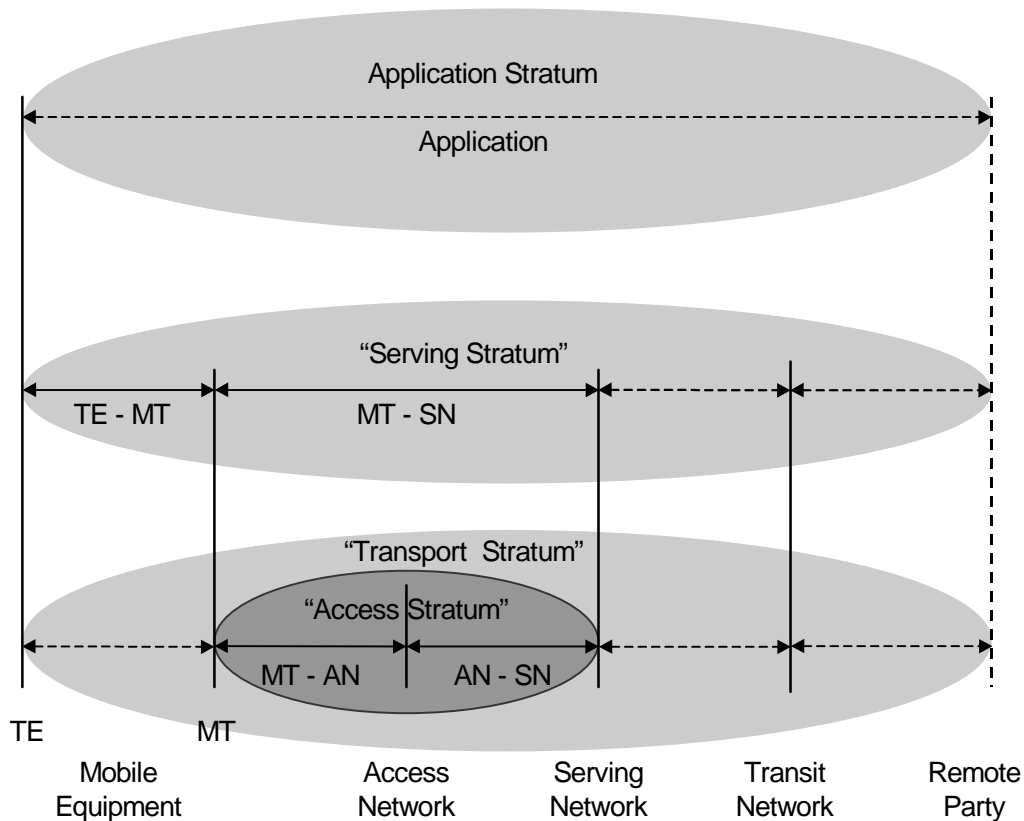 Application Stratum
Application
“Serving Stratum”
TE - MT
MT - SN
“Transport Stratum”
“Access Stratum”
MT - AN
AN - SN
TE
MT
Mobile
Equipment
Access
Network
Serving
Network
Transit
Network
Remote
Party